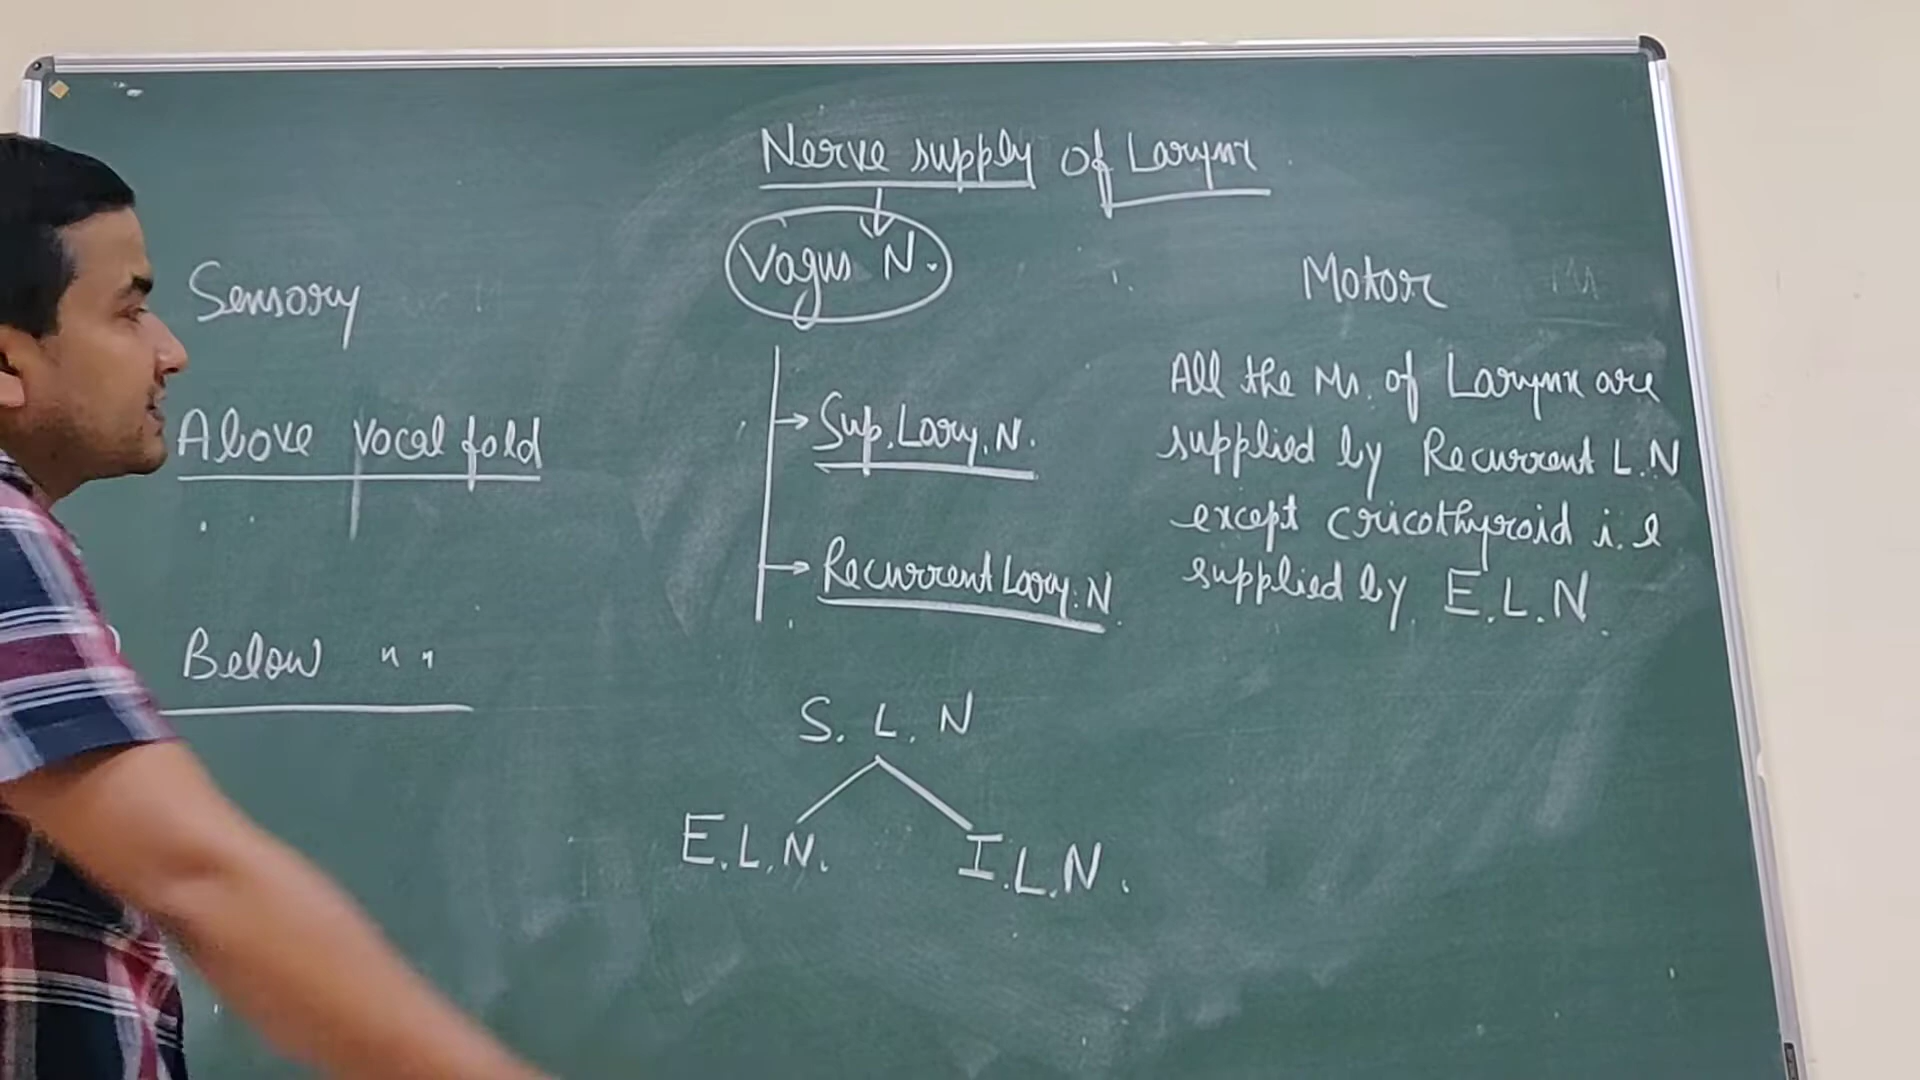 Nerve supply of Larynx
Vagus N.
Sensory
Above vocal fold
Below " "
Sup. Lary. N.
Recurrent Lary. N
S. L. N
E.L.N.
I.L.N.
Motor
All the Ms. of Larynx are
supplied by Recurrent L.N
except cricothyroid i.e
supplied by E.L.N.